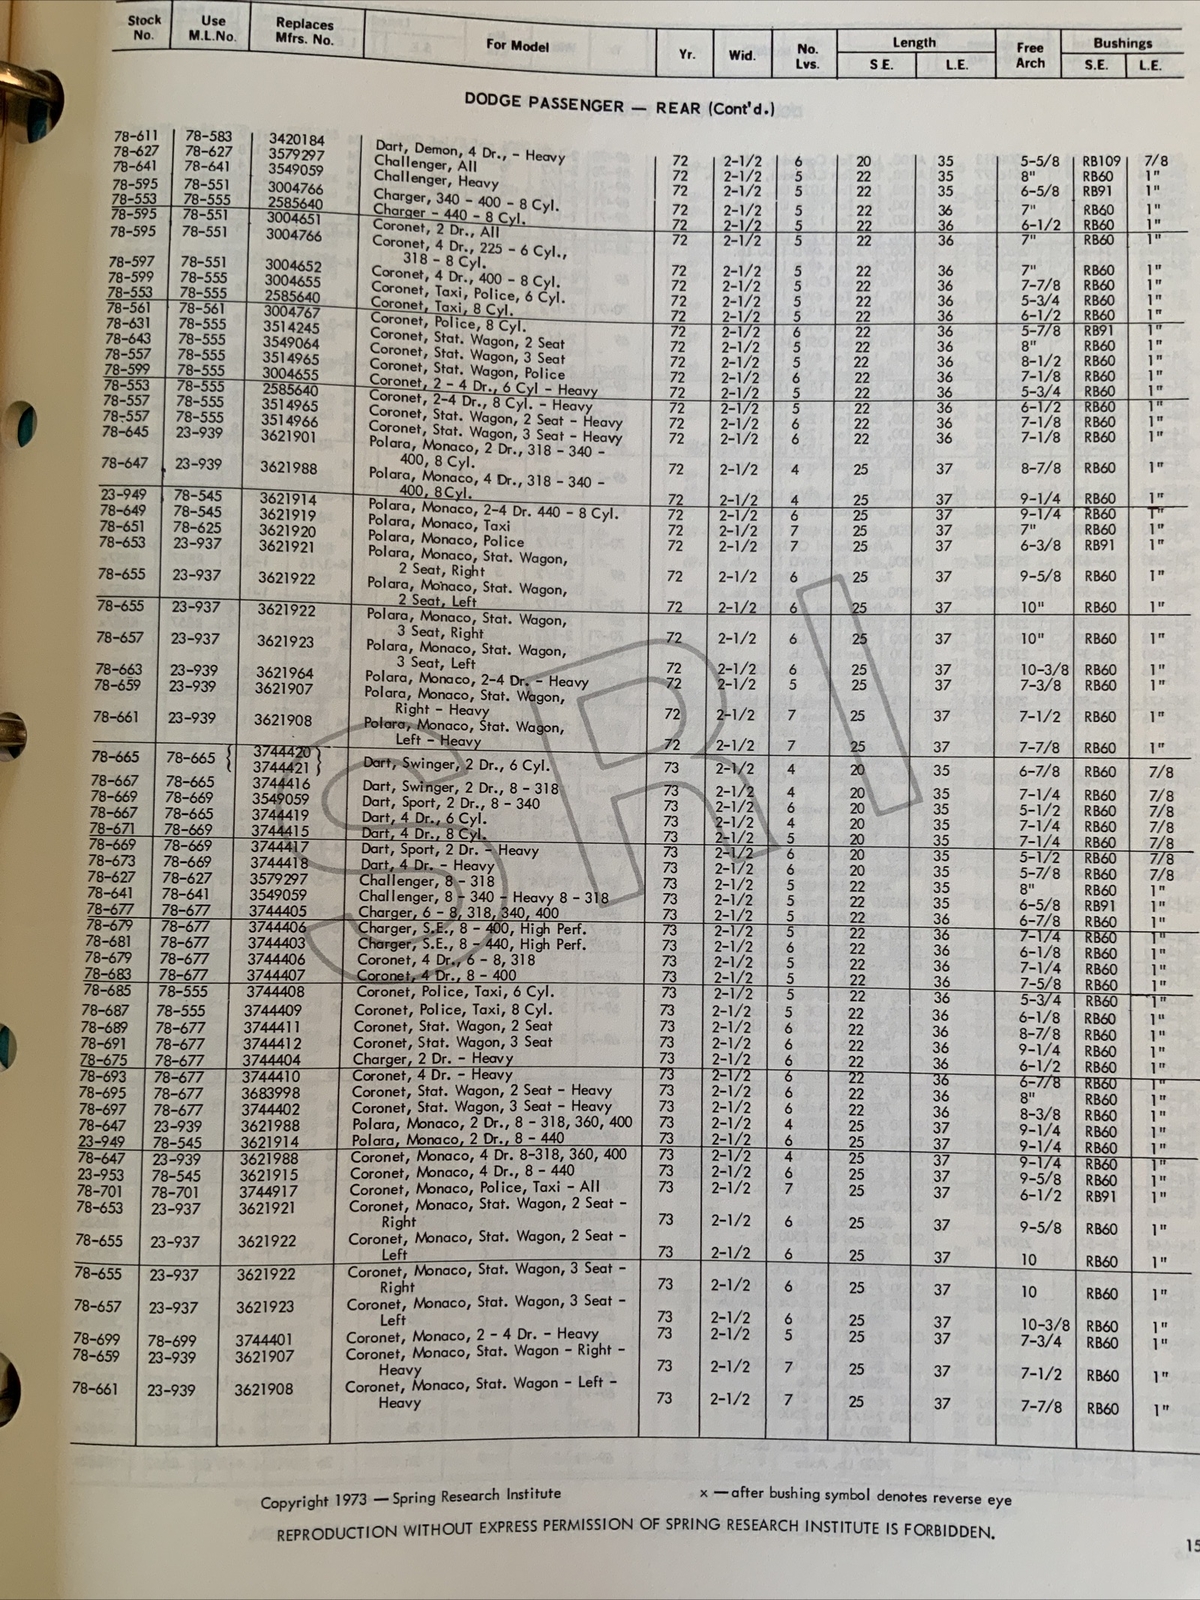 Stock No. Use M.L.No. Replaces Mfrs. No. For Model Yr. Wid. No. Lvs. Length S.E. L.E. Free Arch Bushings S.E. L.E.
DODGE PASSENGER — REAR (Cont'd.)
78-611 78-583 3420184 Dart, Demon, 4 Dr., - Heavy 72 2-1/2 6 20 35 5-5/8 RB109 7/8
78-627 78-627 3579297 Challenger, All 72 2-1/2 5 22 35 8" RB60 1"
78-641 78-641 3549059 Challenger, Heavy 72 2-1/2 5 22 35 6-5/8 RB91 1"
78-595 78-551 3004766 Charger, 340 - 400 - 8 Cyl. 72 2-1/2 5 22 36 7" RB60 1"
78-553 78-555 2585640 Charger - 440 - 8 Cyl. 72 2-1/2 5 22 36 6-1/2 RB60 1"
78-595 78-551 3004651 Coronet, 2 Dr., All 72 2-1/2 5 22 36 7" RB60 1"
78-595 78-551 3004766 Coronet, 4 Dr., 225 - 6 Cyl.,
318 - 8 Cyl. 72 2-1/2 5 22 36 7" RB60 1"
78-597 78-551 3004652 Coronet, 4 Dr., 400 - 8 Cyl. 72 2-1/2 5 22 36 7-7/8 RB60 1"
78-599 78-555 3004655 Coronet, Taxi, Police, 6 Cyl. 72 2-1/2 5 22 36 5-3/4 RB60 1"
78-553 78-555 2585640 Coronet, Taxi, 8 Cyl. 72 2-1/2 5 22 36 6-1/2 RB60 1"
78-561 78-561 3004767 Coronet, Police, 8 Cyl. 72 2-1/2 6 22 36 5-7/8 RB91 1"
78-631 78-555 3514245 Coronet, Stat. Wagon, 2 Seat 72 2-1/2 5 22 36 8" RB60 1"
78-643 78-555 3549064 Coronet, Stat. Wagon, 3 Seat 72 2-1/2 5 22 36 8-1/2 RB60 1"
78-557 78-555 3514965 Coronet, Stat. Wagon, Police 72 2-1/2 6 22 36 7-1/8 RB60 1"
78-599 78-555 3004655 Coronet, 2 - 4 Dr., 6 Cyl - Heavy 72 2-1/2 5 22 36 5-3/4 RB60 1"
78-553 78-555 2585640 Coronet, 2-4 Dr., 8 Cyl. - Heavy 72 2-1/2 5 22 36 6-1/2 RB60 1"
78-557 78-555 3514965 Coronet, Stat. Wagon, 2 Seat - Heavy 72 2-1/2 6 22 36 7-1/8 RB60 1"
78-557 78-555 3514966 Coronet, Stat. Wagon, 3 Seat - Heavy 72 2-1/2 6 22 36 7-1/8 RB60 1"
78-645 23-939 3621901 Polara, Monaco, 2 Dr., 318 - 340 -
400, 8 Cyl. 72 2-1/2 4 25 37 8-7/8 RB60 1"
78-647 23-939 3621988 Polara, Monaco, 4 Dr., 318 - 340 -
400, 8Cyl. 72 2-1/2 4 25 37 9-1/4 RB60 1"
23-949 78-545 3621914 Polara, Monaco, 2-4 Dr. 440 - 8 Cyl. 72 2-1/2 6 25 37 9-1/4 RB60 1"
78-649 78-545 3621919 Polara, Monaco, Taxi 72 2-1/2 7 25 37 7" RB60 1"
78-651 78-625 3621920 Polara, Monaco, Police 72 2-1/2 7 25 37 6-3/8 RB91 1"
78-653 23-937 3621921 Polara, Monaco, Stat. Wagon,
2 Seat, Right 72 2-1/2 6 25 37 9-5/8 RB60 1"
78-655 23-937 3621922 Polara, Monaco, Stat. Wagon,
2 Seat, Left 72 2-1/2 6 25 37 10" RB60 1"
78-655 23-937 3621922 Polara, Monaco, Stat. Wagon,
3 Seat, Right 72 2-1/2 6 25 37 10" RB60 1"
78-657 23-937 3621923 Polara, Monaco, Stat. Wagon,
3 Seat, Left 72 2-1/2 6 25 37 10-3/8 RB60 1"
78-663 23-939 3621964 Polara, Monaco, 2-4 Dr. - Heavy 72 2-1/2 5 25 37 7-3/8 RB60 1"
78-659 23-939 3621907 Polara, Monaco, Stat. Wagon,
Right - Heavy 72 2-1/2 7 25 37 7-1/2 RB60 1"
78-661 23-939 3621908 Polara, Monaco, Stat. Wagon,
Left - Heavy 72 2-1/2 7 25 37 7-7/8 RB60 1"
78-665 78-665 { 3744420 3744421 } Dart, Swinger, 2 Dr., 6 Cyl. 73 2-1/2 4 20 35 6-7/8 RB60 7/8
78-667 78-665 3744416 Dart, Swinger, 2 Dr., 8 - 318 73 2-1/2 4 20 35 7-1/4 RB60 7/8
78-669 78-669 3549059 Dart, Sport, 2 Dr., 8 - 340 73 2-1/2 6 20 35 5-1/2 RB60 7/8
78-667 78-665 3744419 Dart, 4 Dr., 6 Cyl. 73 2-1/2 4 20 35 7-1/4 RB60 7/8
78-671 78-669 3744415 Dart, 4 Dr., 8 Cyl. 73 2-1/2 5 20 35 7-1/4 RB60 7/8
78-669 78-669 3744417 Dart, Sport, 2 Dr. - Heavy 73 2-1/2 6 20 35 5-1/2 RB60 7/8
78-673 78-669 3744418 Dart, 4 Dr. - Heavy 73 2-1/2 6 20 35 5-7/8 RB60 7/8
78-627 78-627 3579297 Challenger, 8 - 318 73 2-1/2 5 22 35 8" RB60 1"
78-641 78-641 3549059 Challenger, 8 - 340 - Heavy 8 - 318 73 2-1/2 5 22 35 6-5/8 RB91 1"
78-677 78-677 3744405 Charger, 6 - 8, 318, 340, 400 73 2-1/2 5 22 36 6-7/8 RB60 1"
78-679 78-677 3744406 Charger, S.E., 8 - 400, High Perf. 73 2-1/2 5 22 36 7-1/4 RB60 1"
78-681 78-677 3744403 Charger, S.E., 8 - 440, High Perf. 73 2-1/2 6 22 36 6-1/8 RB60 1"
78-679 78-677 3744406 Coronet, 4 Dr., 6 - 8, 318 73 2-1/2 5 22 36 7-1/4 RB60 1"
78-683 78-677 3744407 Coronet, 4 Dr., 8 - 400 73 2-1/2 5 22 36 7-5/8 RB60 1"
78-685 78-555 3744408 Coronet, Police, Taxi, 6 Cyl. 73 2-1/2 5 22 36 5-3/4 RB60 1"
78-687 78-555 3744409 Coronet, Police, Taxi, 8 Cyl. 73 2-1/2 5 22 36 6-1/8 RB60 1"
78-689 78-677 3744411 Coronet, Stat. Wagon, 2 Seat 73 2-1/2 6 22 36 8-7/8 RB60 1"
78-691 78-677 3744412 Coronet, Stat. Wagon, 3 Seat 73 2-1/2 6 22 36 9-1/4 RB60 1"
78-675 78-677 3744404 Charger, 2 Dr. - Heavy 73 2-1/2 6 22 36 6-1/2 RB60 1"
78-693 78-677 3744410 Coronet, 4 Dr. - Heavy 73 2-1/2 6 22 36 6-7/8 RB60 1"
78-695 78-677 3683998 Coronet, Stat. Wagon, 2 Seat - Heavy 73 2-1/2 6 22 36 8" RB60 1"
78-697 78-677 3744402 Coronet, Stat. Wagon, 3 Seat - Heavy 73 2-1/2 6 22 36 8-3/8 RB60 1"
78-647 23-939 3621988 Polara, Monaco, 2 Dr., 8 - 318, 360, 400 73 2-1/2 4 25 37 9-1/4 RB60 1"
23-949 78-545 3621914 Polara, Monaco, 2 Dr., 8 - 440 73 2-1/2 6 25 37 9-1/4 RB60 1"
78-647 23-939 3621988 Coronet, Monaco, 4 Dr. 8-318, 360, 400 73 2-1/2 4 25 37 9-1/4 RB60 1"
23-953 78-545 3621915 Coronet, Monaco, 4 Dr., 8 - 440 73 2-1/2 6 25 37 9-5/8 RB60 1"
78-701 78-701 3744917 Coronet, Monaco, Police, Taxi - All 73 2-1/2 7 25 37 6-1/2 RB91 1"
78-653 23-937 3621921 Coronet, Monaco, Stat. Wagon, 2 Seat -
Right 73 2-1/2 6 25 37 9-5/8 RB60 1"
78-655 23-937 3621922 Coronet, Monaco, Stat. Wagon, 2 Seat -
Left 73 2-1/2 6 25 37 10 RB60 1"
78-655 23-937 3621922 Coronet, Monaco, Stat. Wagon, 3 Seat -
Right 73 2-1/2 6 25 37 10 RB60 1"
78-657 23-937 3621923 Coronet, Monaco, Stat. Wagon, 3 Seat -
Left 73 2-1/2 6 25 37 10-3/8 RB60 1"
78-699 78-699 3744401 Coronet, Monaco, 2 - 4 Dr. - Heavy 73 2-1/2 5 25 37 7-3/4 RB60 1"
78-659 23-939 3621907 Coronet, Monaco, Stat. Wagon - Right -
Heavy 73 2-1/2 7 25 37 7-1/2 RB60 1"
78-661 23-939 3621908 Coronet, Monaco, Stat. Wagon - Left -
Heavy 73 2-1/2 7 25 37 7-7/8 RB60 1"
SRI
Copyright 1973 — Spring Research Institute x — after bushing symbol denotes reverse eye
REPRODUCTION WITHOUT EXPRESS PERMISSION OF SPRING RESEARCH INSTITUTE IS FORBIDDEN.